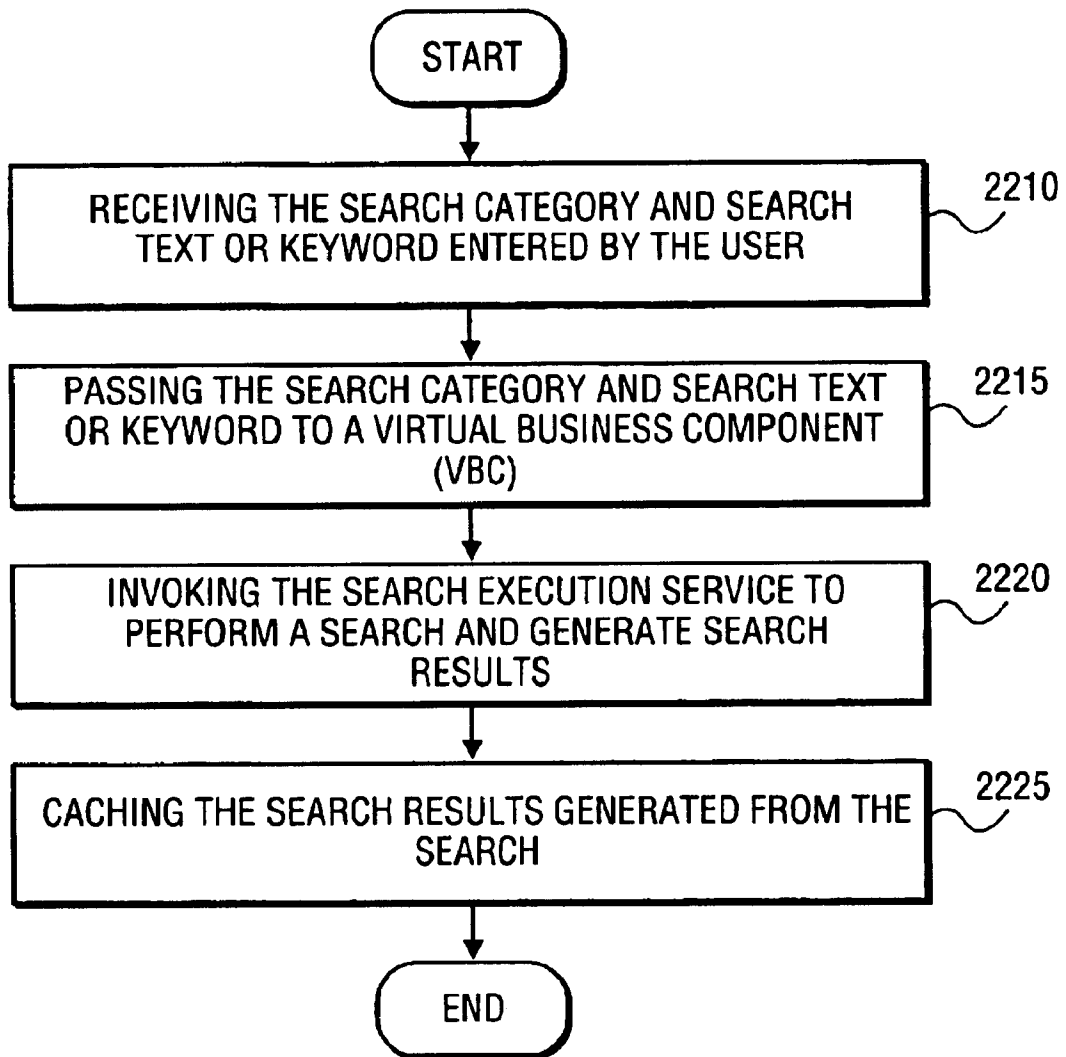 START
RECEIVING THE SEARCH CATEGORY AND SEARCH
TEXT OR KEYWORD ENTERED BY THE USER
2210
PASSING THE SEARCH CATEGORY AND SEARCH TEXT
OR KEYWORD TO A VIRTUAL BUSINESS COMPONENT
(VBC)
2215
INVOKING THE SEARCH EXECUTION SERVICE TO
PERFORM A SEARCH AND GENERATE SEARCH
RESULTS
2220
CACHING THE SEARCH RESULTS GENERATED FROM THE
SEARCH
2225
END